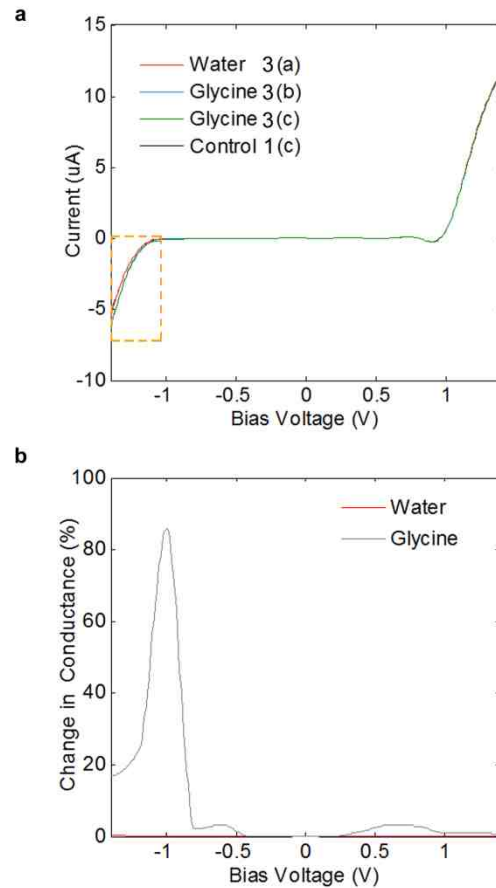 a
15
10
5
0
-5
-10
Current (uA)
Water 3(a)
Glycine 3(b)
Glycine 3(c)
Control 1(c)
-1 -0.5 0 0.5 1
Bias Voltage (V)
b
100
80
60
40
20
0
Change in Conductance (%)
Water
Glycine
-1 -0.5 0 0.5 1
Bias Voltage (V)